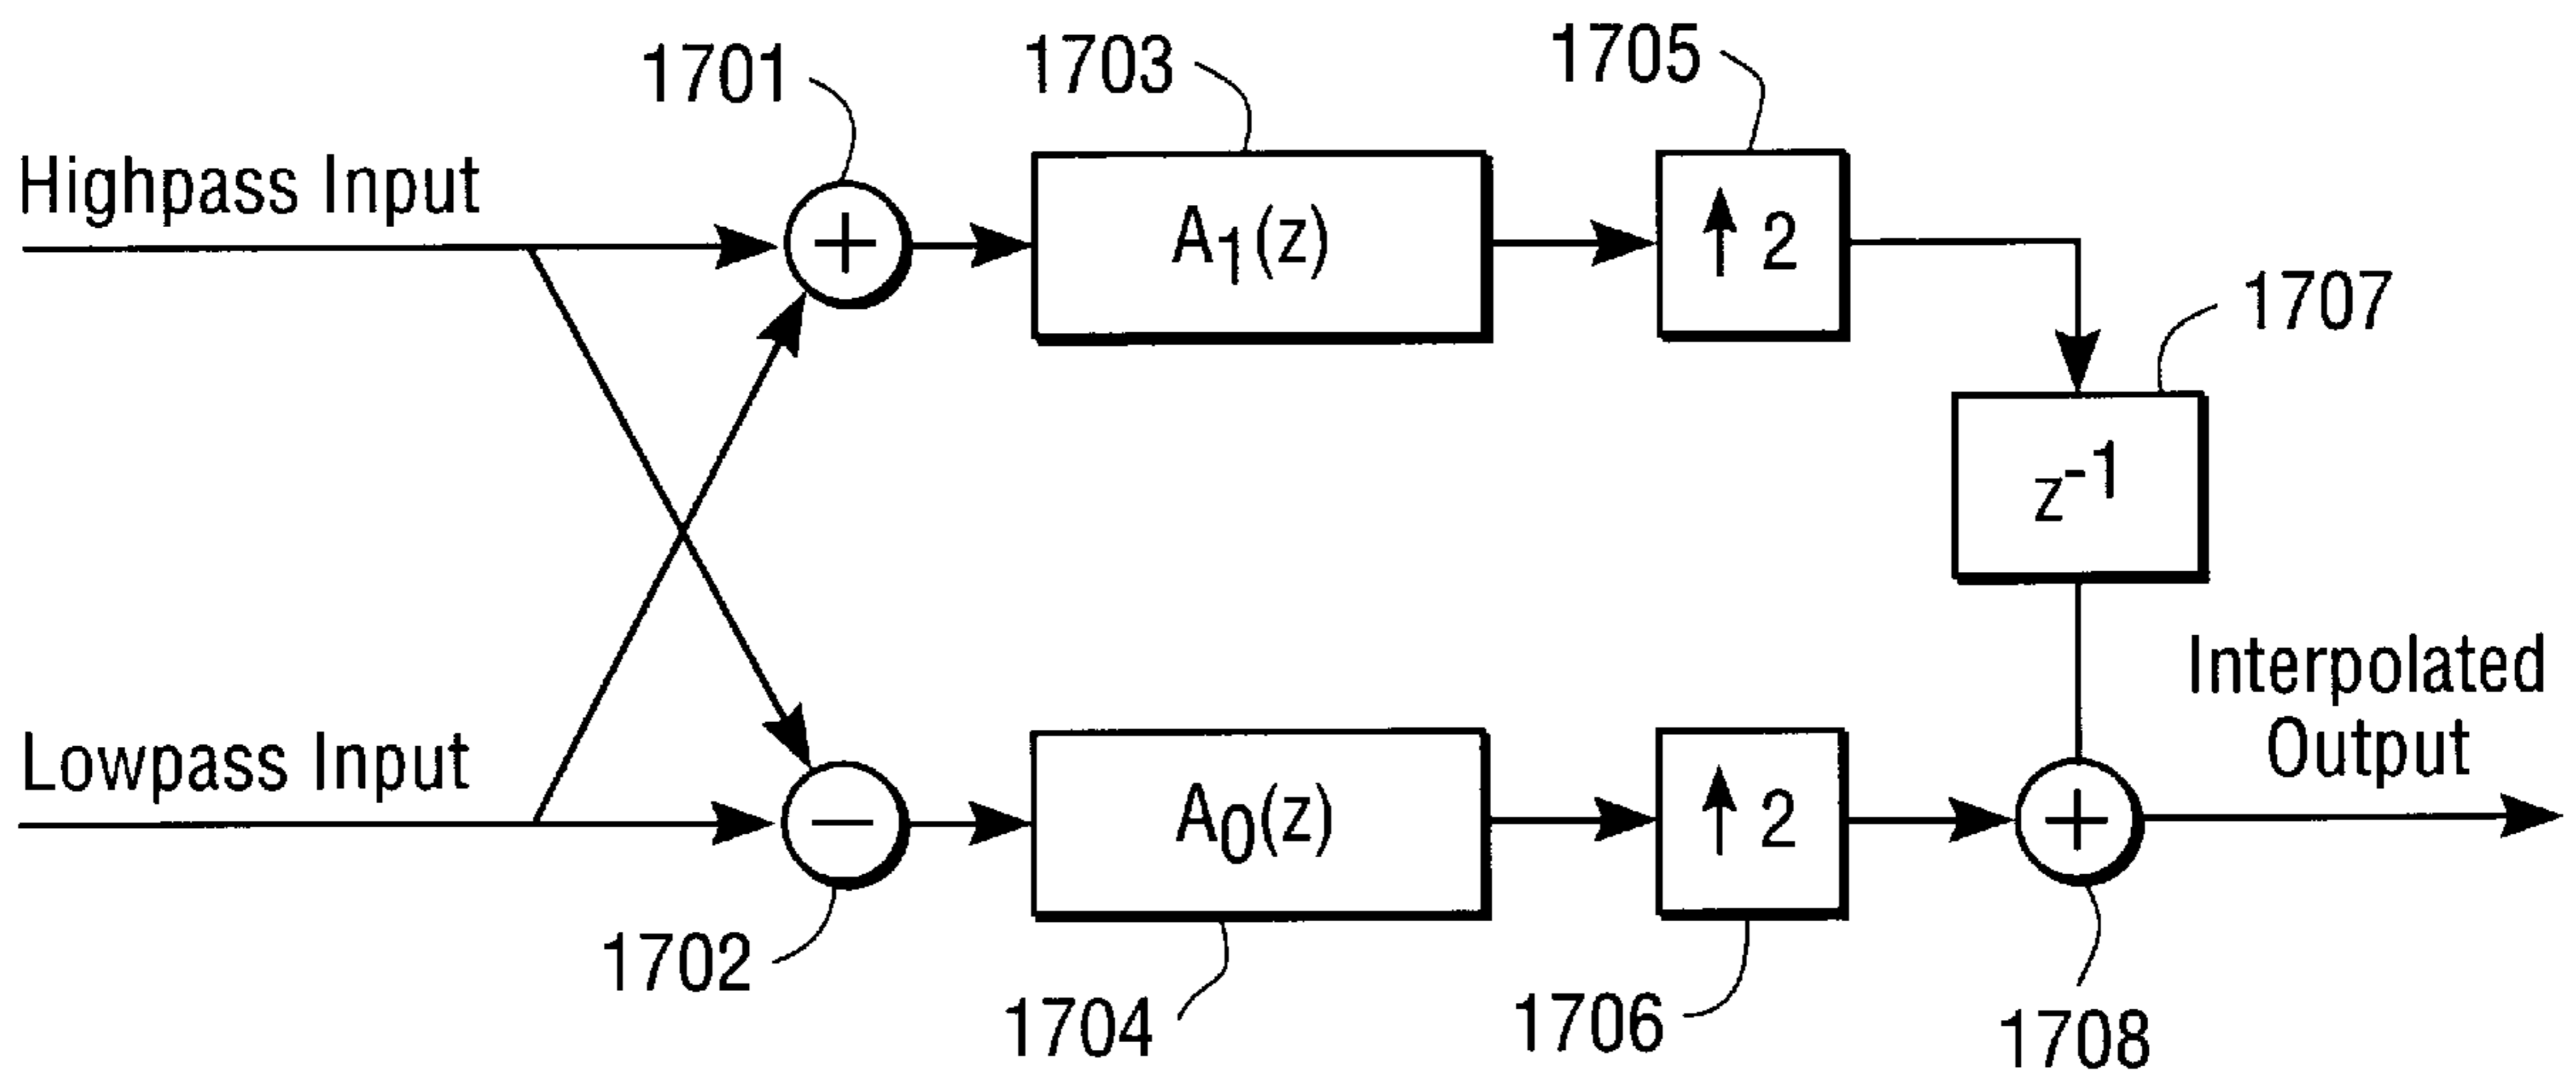 1701
1703
1705
Highpass Input
+
A₁(z)
↑ 2
1707
z⁻¹
Interpolated
Output
Lowpass Input
−
A₀(z)
↑ 2
+
1702
1704
1706
1708